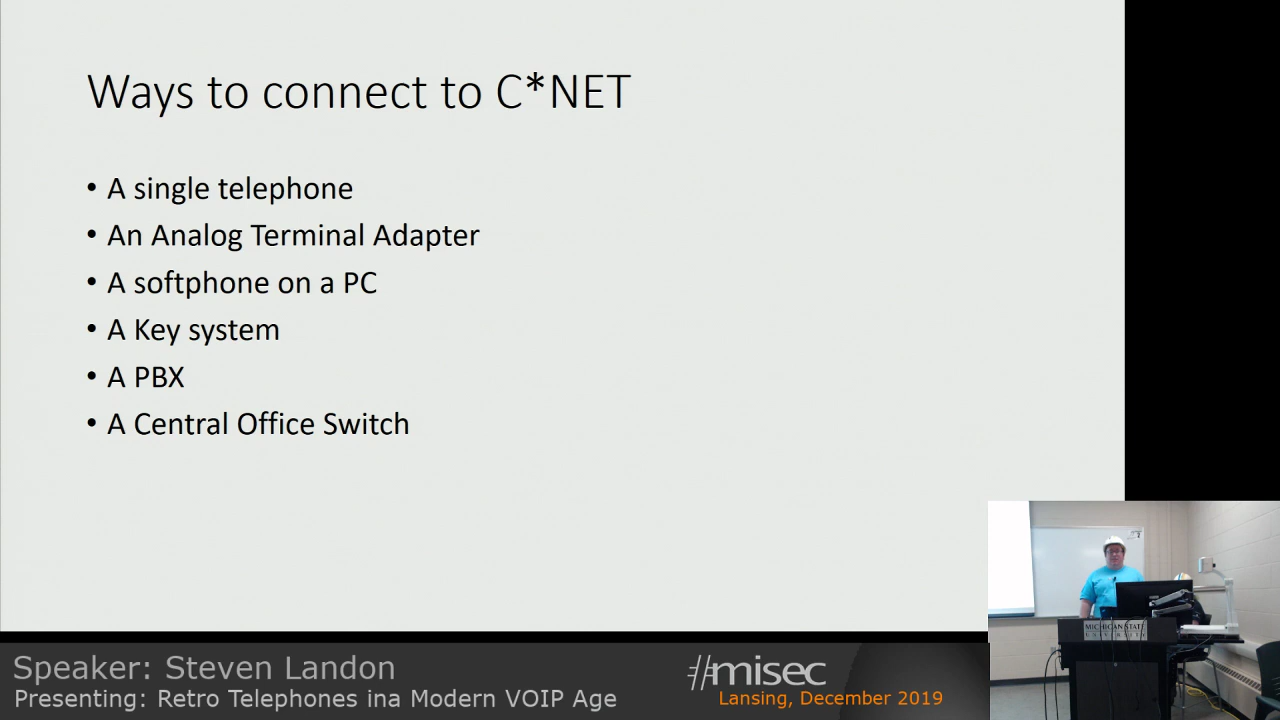 Ways to connect to C*NET
• A single telephone
• An Analog Terminal Adapter
• A softphone on a PC
• A Key system
• A PBX
• A Central Office Switch
MICHIGAN STATE
UNIVERSITY
Speaker: Steven Landon
Presenting: Retro Telephones ina Modern VOIP Age
#misec
Lansing, December 2019